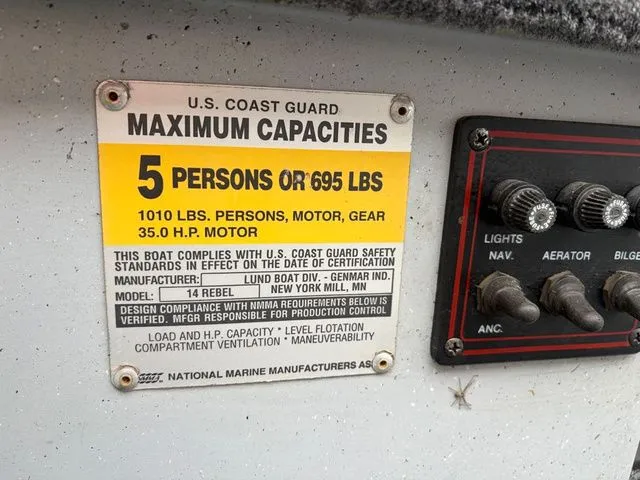 U.S. COAST GUARD
MAXIMUM CAPACITIES
5 PERSONS OR 695 LBS
1010 LBS. PERSONS, MOTOR, GEAR
35.0 H.P. MOTOR
THIS BOAT COMPLIES WITH U.S. COAST GUARD SAFETY
STANDARDS IN EFFECT ON THE DATE OF CERTIFICATION
MANUFACTURER: LUND BOAT DIV. - GENMAR IND.
MODEL: 14 REBEL NEW YORK MILL, MN
DESIGN COMPLIANCE WITH NMMA REQUIREMENTS BELOW IS
VERIFIED. MFGR RESPONSIBLE FOR PRODUCTION CONTROL
LOAD AND H.P. CAPACITY * LEVEL FLOTATION
COMPARTMENT VENTILATION * MANEUVERABILITY
NATIONAL MARINE MANUFACTURERS AS
FUSE
FUSE
LIGHTS
NAV.
AERATOR
BILGE
ANC.